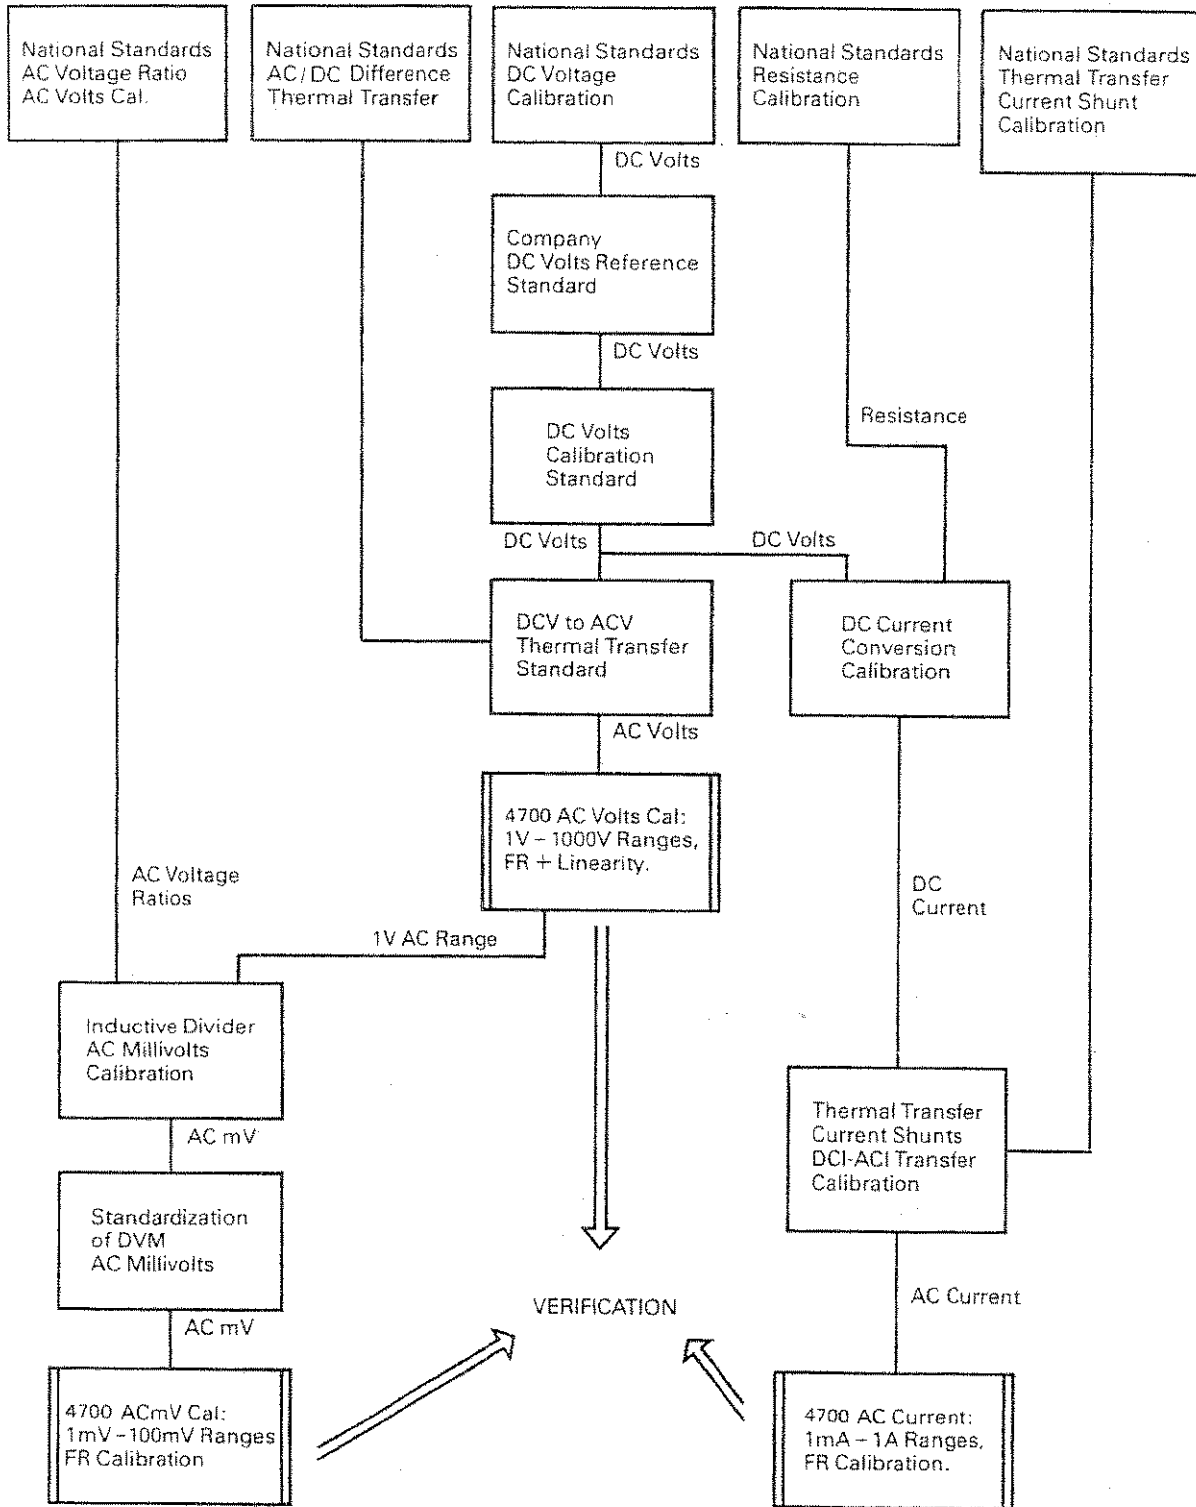 National Standards
AC Voltage Ratio
AC Volts Cal.
National Standards
AC/DC Difference
Thermal Transfer
National Standards
DC Voltage
Calibration
National Standards
Resistance
Calibration
National Standards
Thermal Transfer
Current Shunt
Calibration
DC Volts
Company
DC Volts Reference
Standard
DC Volts
DC Volts
Calibration
Standard
Resistance
DC Volts
DC Volts
DCV to ACV
Thermal Transfer
Standard
DC Current
Conversion
Calibration
AC Volts
4700 AC Volts Cal:
1V – 1000V Ranges,
FR + Linearity.
AC Voltage
Ratios
DC
Current
1V AC Range
Inductive Divider
AC Millivolts
Calibration
Thermal Transfer
Current Shunts
DCI-ACI Transfer
Calibration
AC mV
Standardization
of DVM
AC Millivolts
VERIFICATION
AC Current
AC mV
4700 ACmV Cal:
1mV – 100mV Ranges
FR Calibration
4700 AC Current:
1mA – 1A Ranges,
FR Calibration.